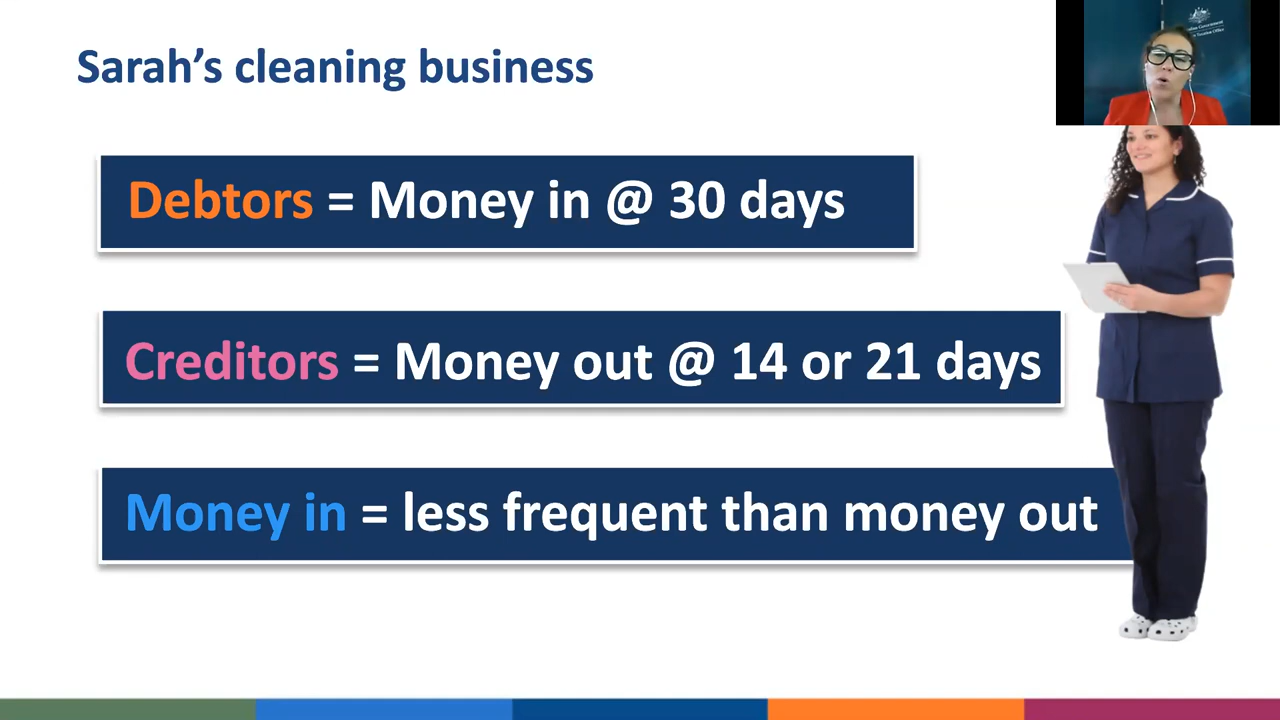 Sarah's cleaning business
Debtors = Money in @ 30 days
Creditors = Money out @ 14 or 21 days
Money in = less frequent than money out